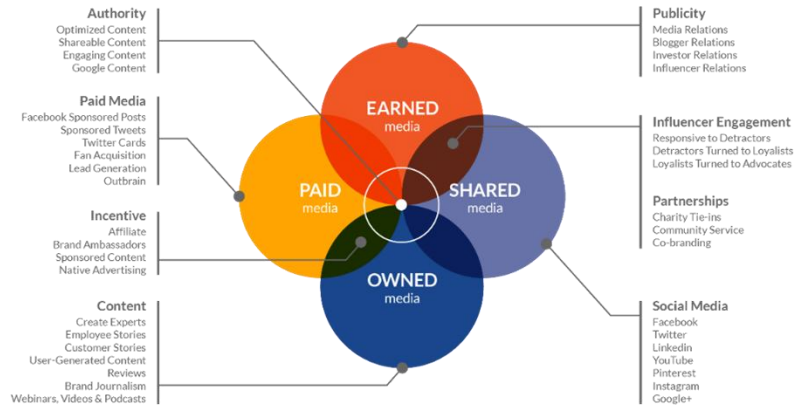 Authority
Optimized Content
Shareable Content
Engaging Content
Google Content
Paid Media
Facebook Sponsored Posts
Sponsored Tweets
Twitter Cards
Fan Acquisition
Lead Generation
Outbrain
Incentive
Affiliate
Brand Ambassadors
Sponsored Content
Native Advertising
Content
Create Experts
Employee Stories
Customer Stories
User-Generated Content
Reviews
Brand Journalism
Webinars, Videos & Podcasts
EARNED
media
PAID
media
SHARED
media
OWNED
media
Publicity
Media Relations
Blogger Relations
Investor Relations
Influencer Relations
Influencer Engagement
Responsive to Detractors
Detractors Turned to Loyalists
Loyalists Turned to Advocates
Partnerships
Charity Tie-ins
Community Service
Co-branding
Social Media
Facebook
Twitter
Linkedin
YouTube
Pinterest
Instagram
Google+